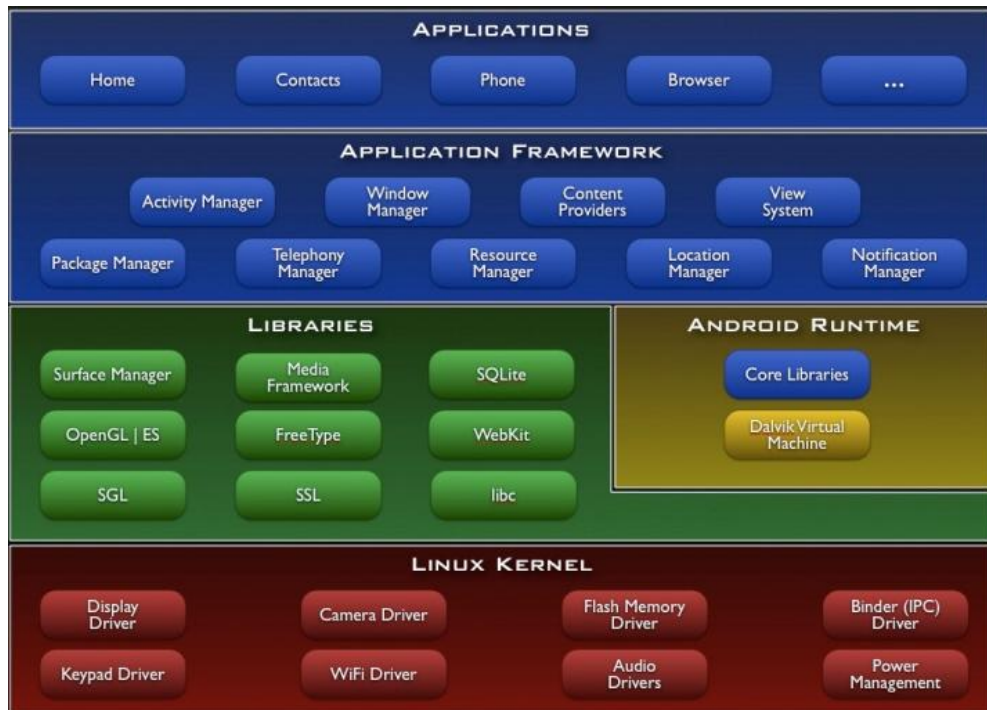 APPLICATIONS
Home
Contacts
Phone
Browser
...
APPLICATION FRAMEWORK
Activity Manager
Window
Manager
Content
Providers
View
System
Package Manager
Telephony
Manager
Resource
Manager
Location
Manager
Notification
Manager
LIBRARIES
Surface Manager
Media
Framework
SQLite
OpenGL | ES
FreeType
WebKit
SGL
SSL
libc
ANDROID RUNTIME
Core Libraries
Dalvik Virtual
Machine
LINUX KERNEL
Display
Driver
Camera Driver
Flash Memory
Driver
Binder (IPC)
Driver
Keypad Driver
WiFi Driver
Audio
Drivers
Power
Management